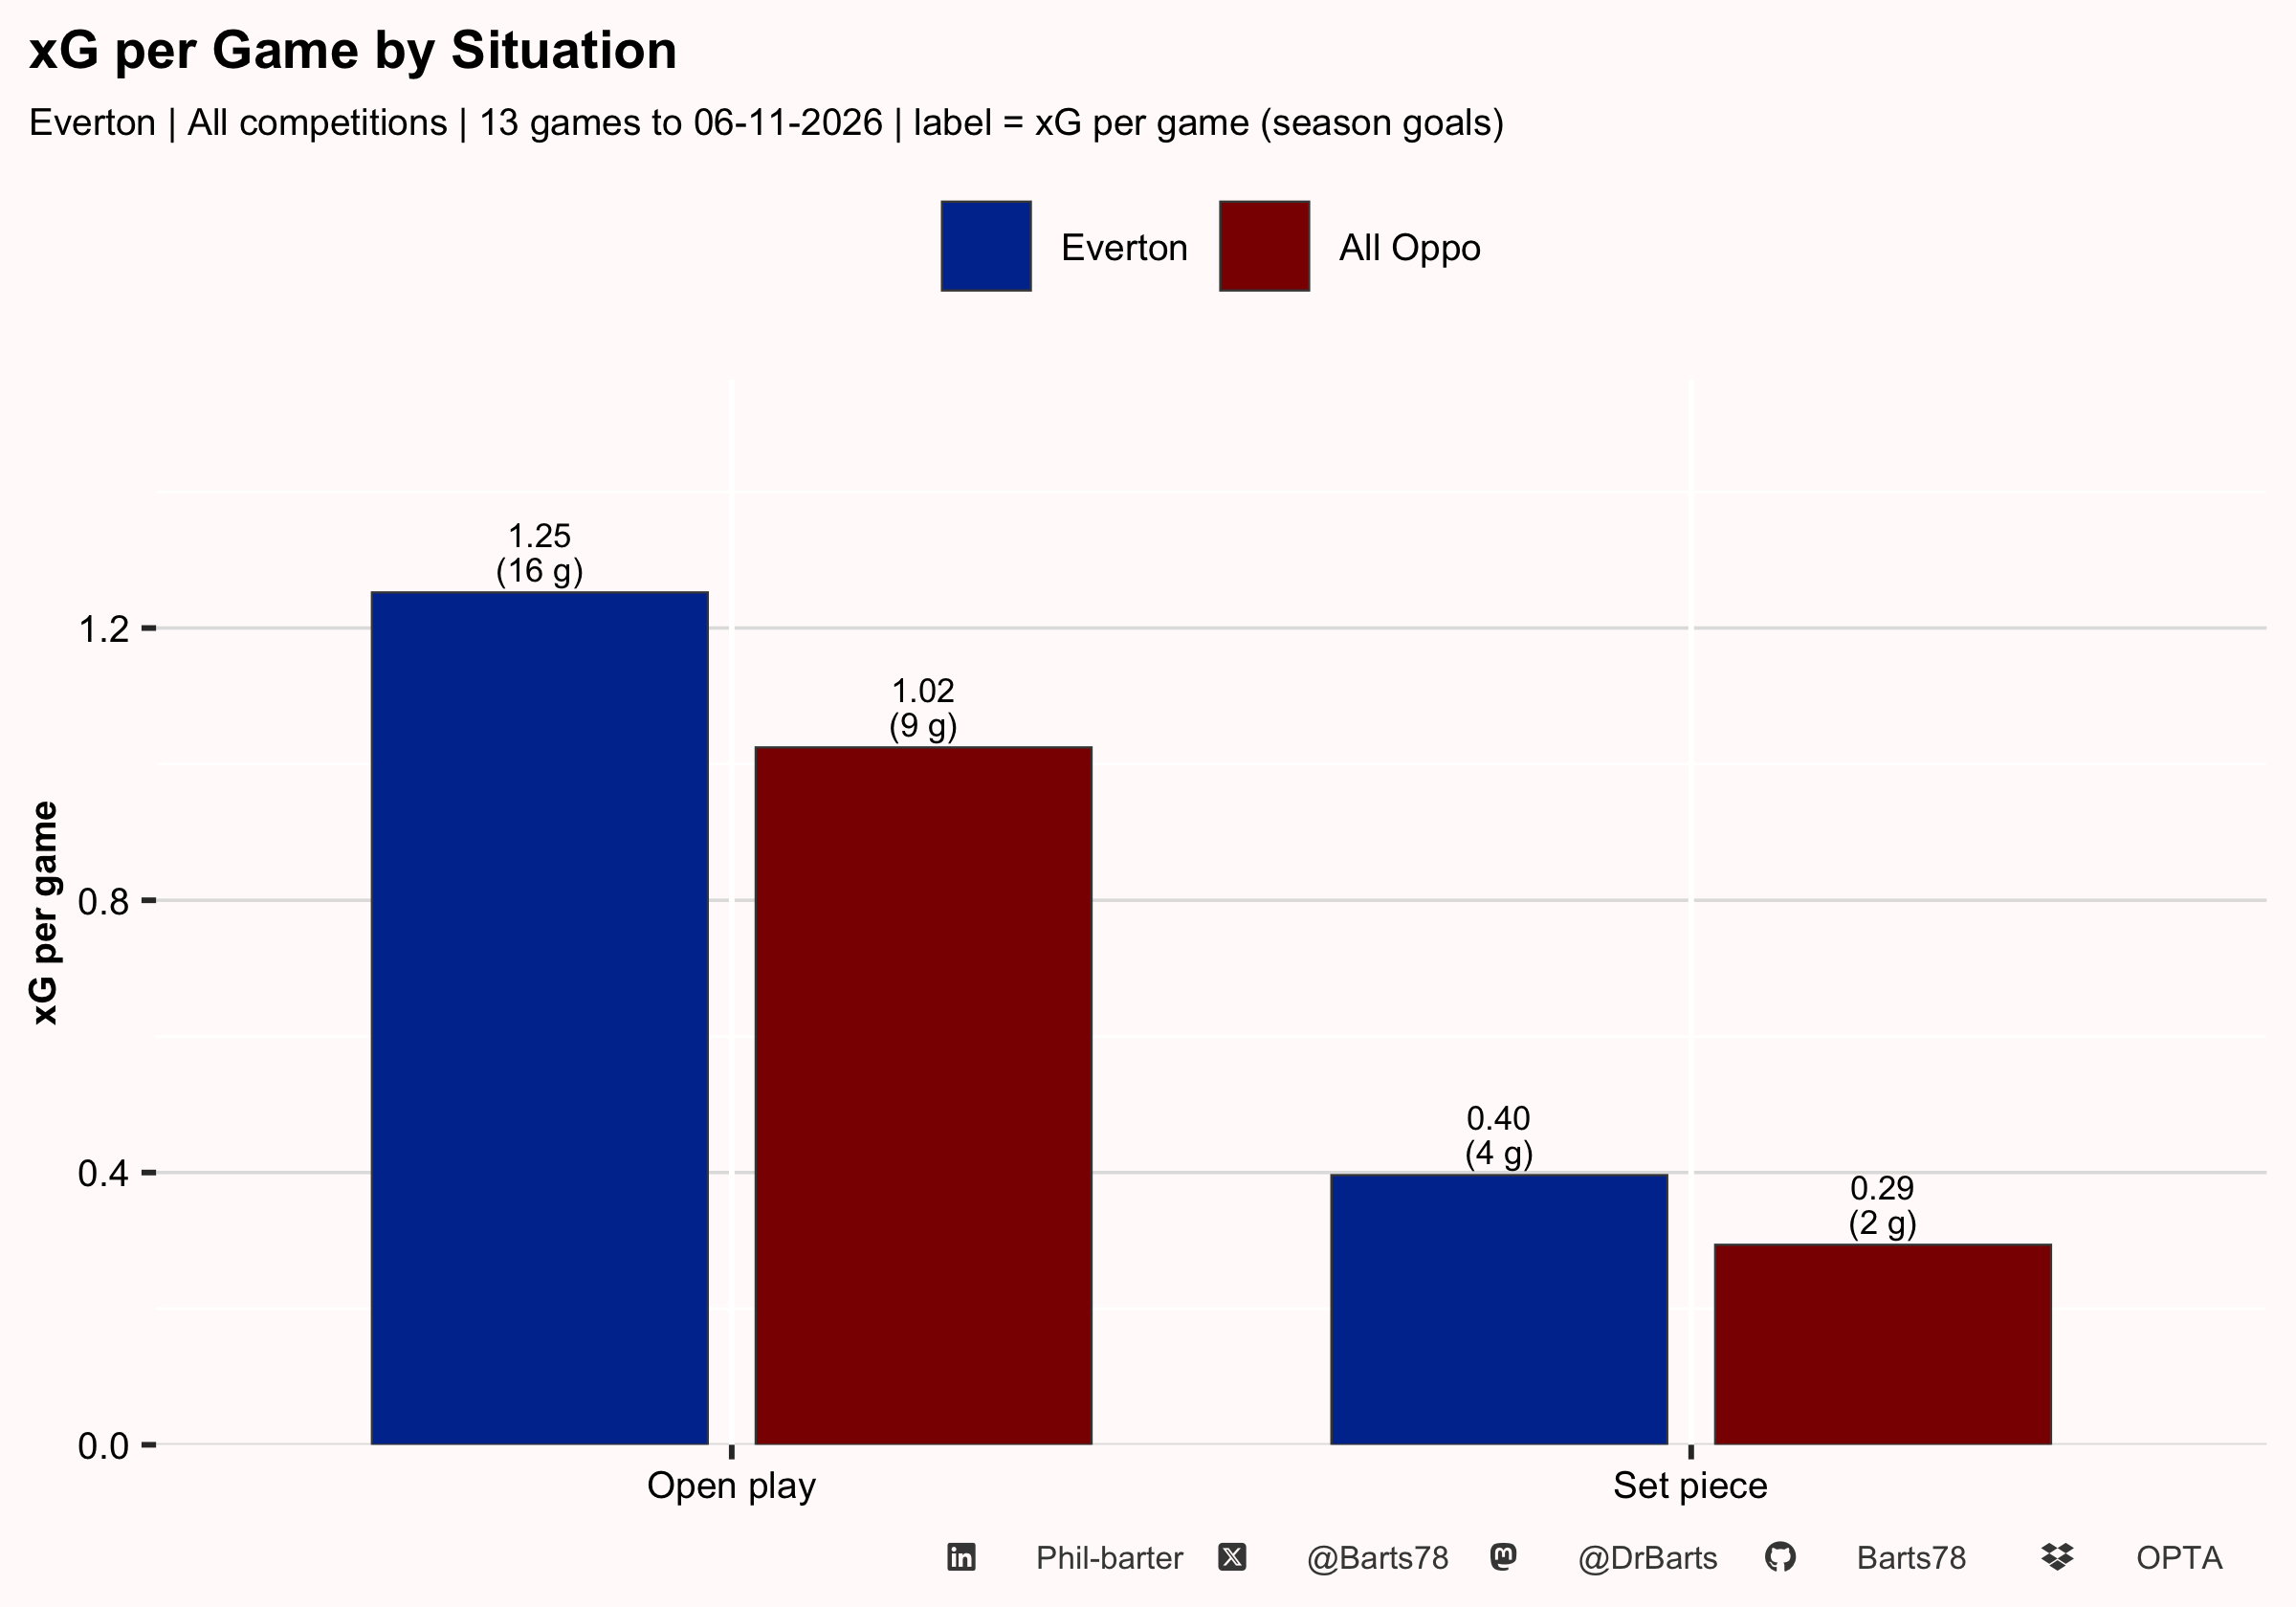 xG per Game by Situation
Everton | All competitions | 13 games to 06-11-2026 | label = xG per game (season goals)
Everton
All Oppo
xG per game
1.25
(16 g)
1.02
(9 g)
0.40
(4 g)
0.29
(2 g)
1.2
0.8
0.4
0.0
Open play
Set piece
Phil-barter @Barts78 @DrBarts Barts78 OPTA